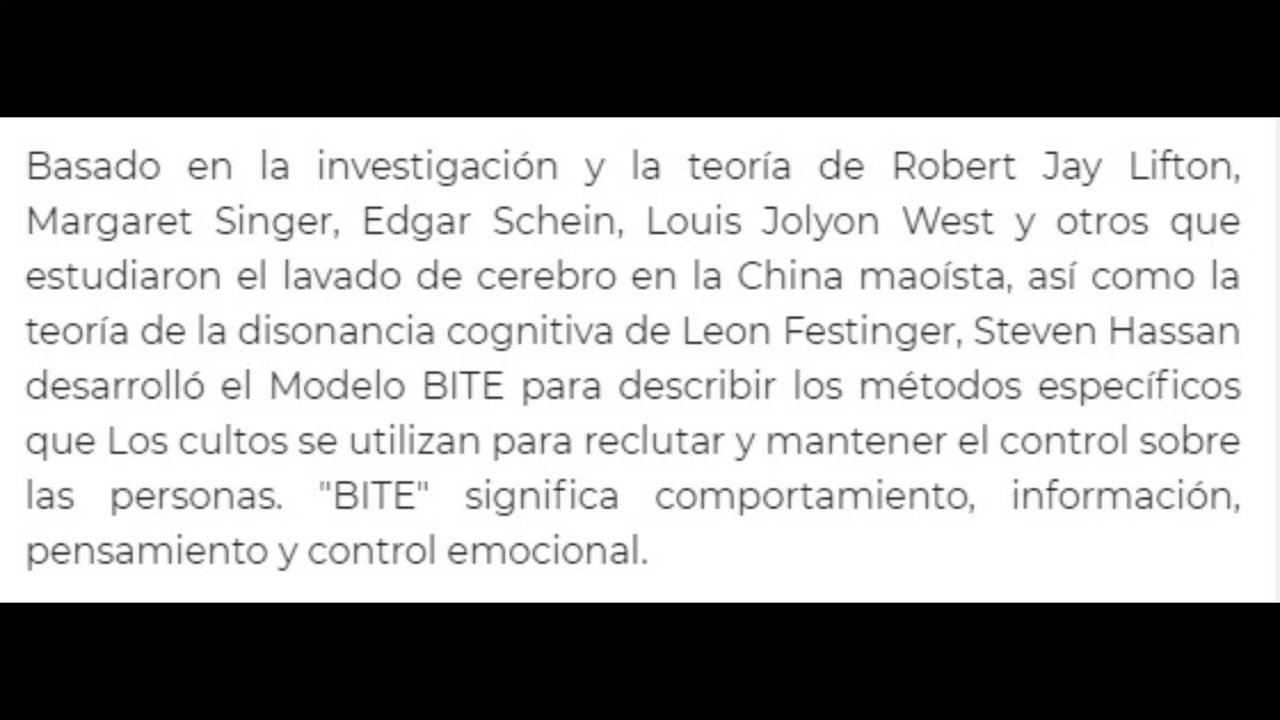 Basado en la investigación y la teoría de Robert Jay Lifton,
Margaret Singer, Edgar Schein, Louis Jolyon West y otros que
estudiaron el lavado de cerebro en la China maoísta, así como la
teoría de la disonancia cognitiva de Leon Festinger, Steven Hassan
desarrolló el Modelo BITE para describir los métodos específicos
que Los cultos se utilizan para reclutar y mantener el control sobre
las personas. "BITE" significa comportamiento, información,
pensamiento y control emocional.